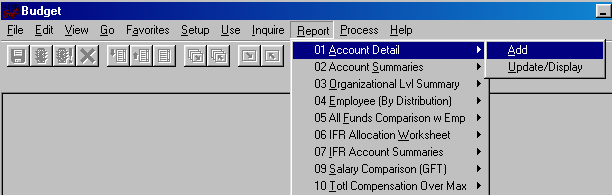 Budget
File Edit View Go Favorites Setup Use Inquire Report Process Help
01 Account Detail
Add
02 Account Summaries
Update/Display
03 Organizational Lvl Summary
04 Employee (By Distribution)
05 All Funds Comparison w Emp
06 IFR Allocation Worksheet
07 IFR Account Summaries
09 Salary Comparison (GFT)
10 Totl Compensation Over Max